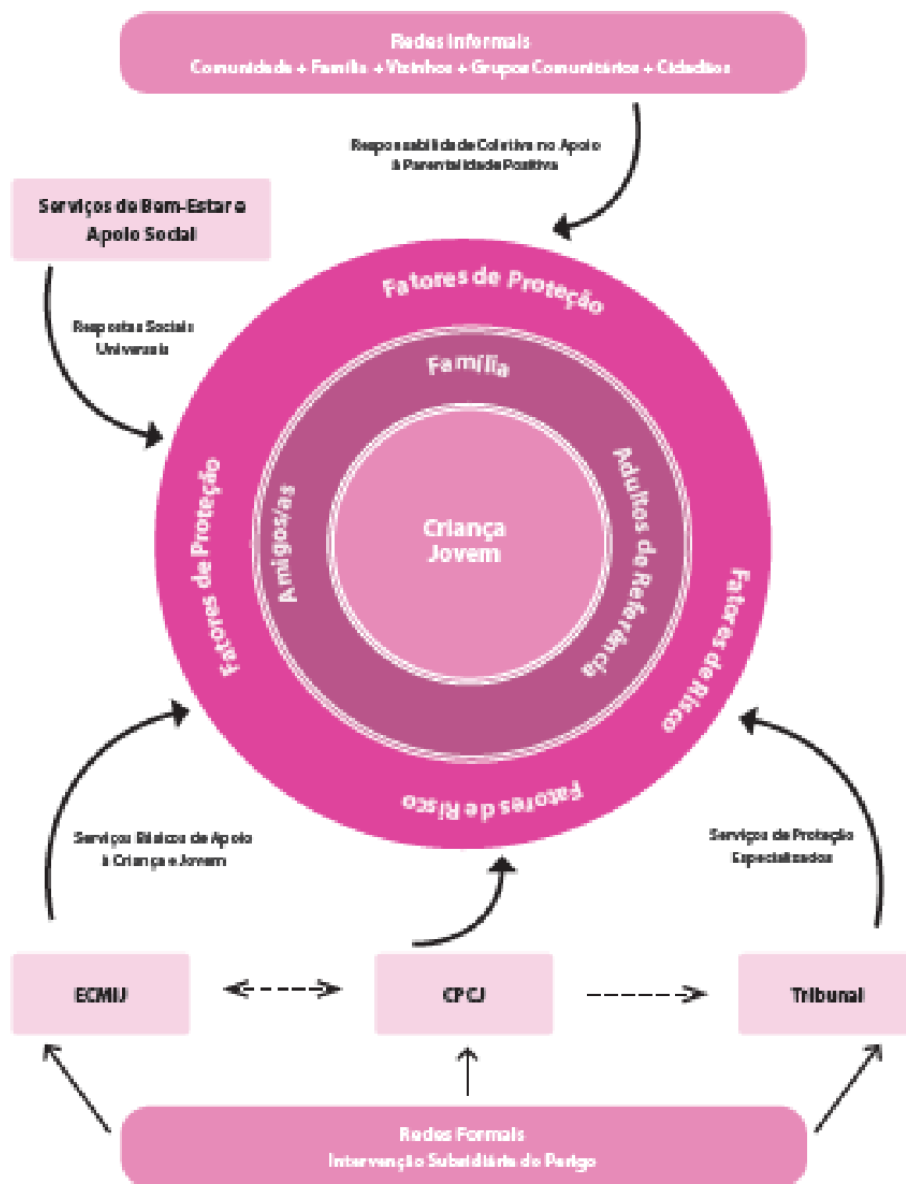 Redes Informais
Comunidade + Família + Vizinhos + Grupos Comunitários + Cidadãos
Responsabilidade Coletiva no Apoio
à Parentalidade Positiva
Serviços de Bem-Estar e
Apoio Social
Respostas Sociais
Universais
Fatores de Proteção
Família
Fatores de Proteção
Amigos/as
Criança
Jovem
Adultos de Referência
Fatores de Risco
Fatores de Risco
Serviços Básicos de Apoio
à Criança e Jovem
Serviços de Proteção
Especializados
ECMIJ
CPCJ
Tribunal
Redes Formais
Intervenção Subsidiária do Perigo